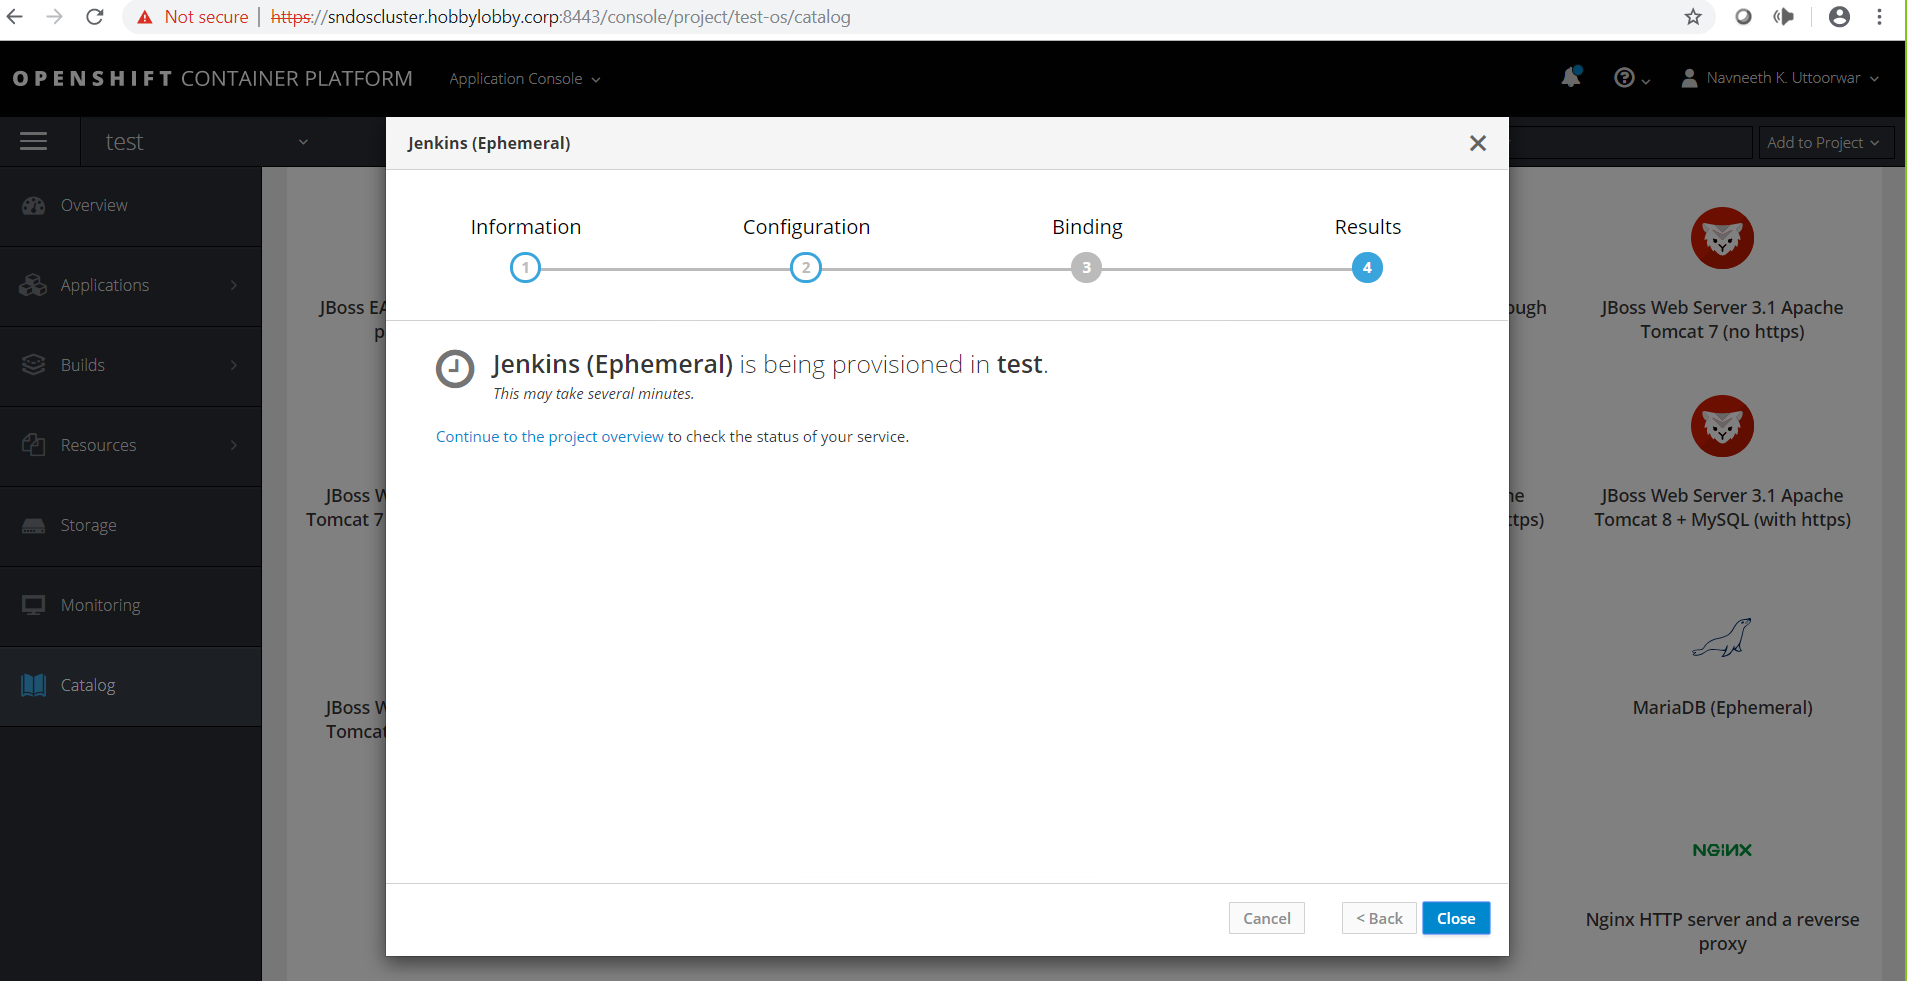 Not secure | https://sndoscluster.hobbylobby.corp:8443/console/project/test-os/catalog
OPENSHIFT CONTAINER PLATFORM
Application Console
Navneeth K. Uttoorwar
test
Add to Project
Overview
Applications
Builds
Resources
Storage
Monitoring
Catalog
Jenkins (Ephemeral)
Information
Configuration
Binding
Results
1
2
3
4
Jenkins (Ephemeral) is being provisioned in test.
This may take several minutes.
Continue to the project overview to check the status of your service.
Cancel
< Back
Close
JBoss EA
JBoss W
Tomcat 7
JBoss W
Tomcat
ough
tps)
JBoss Web Server 3.1 Apache
Tomcat 7 (no https)
JBoss Web Server 3.1 Apache
Tomcat 8 + MySQL (with https)
MariaDB (Ephemeral)
NGINX
Nginx HTTP server and a reverse
proxy